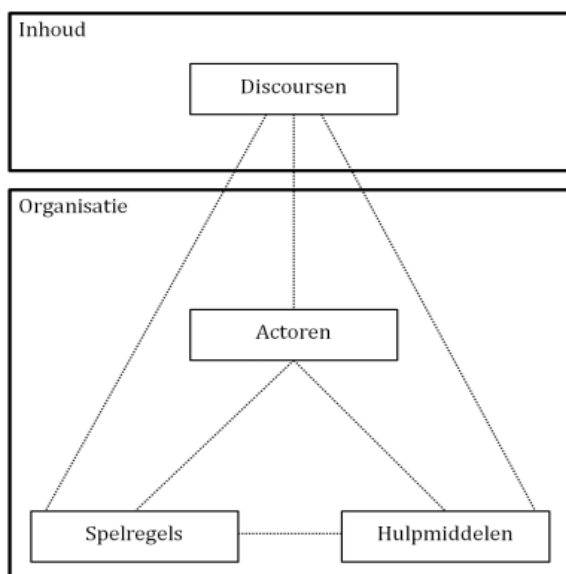 Inhoud
Discoursen
Organisatie
Actoren
Spelregels
Hulpmiddelen